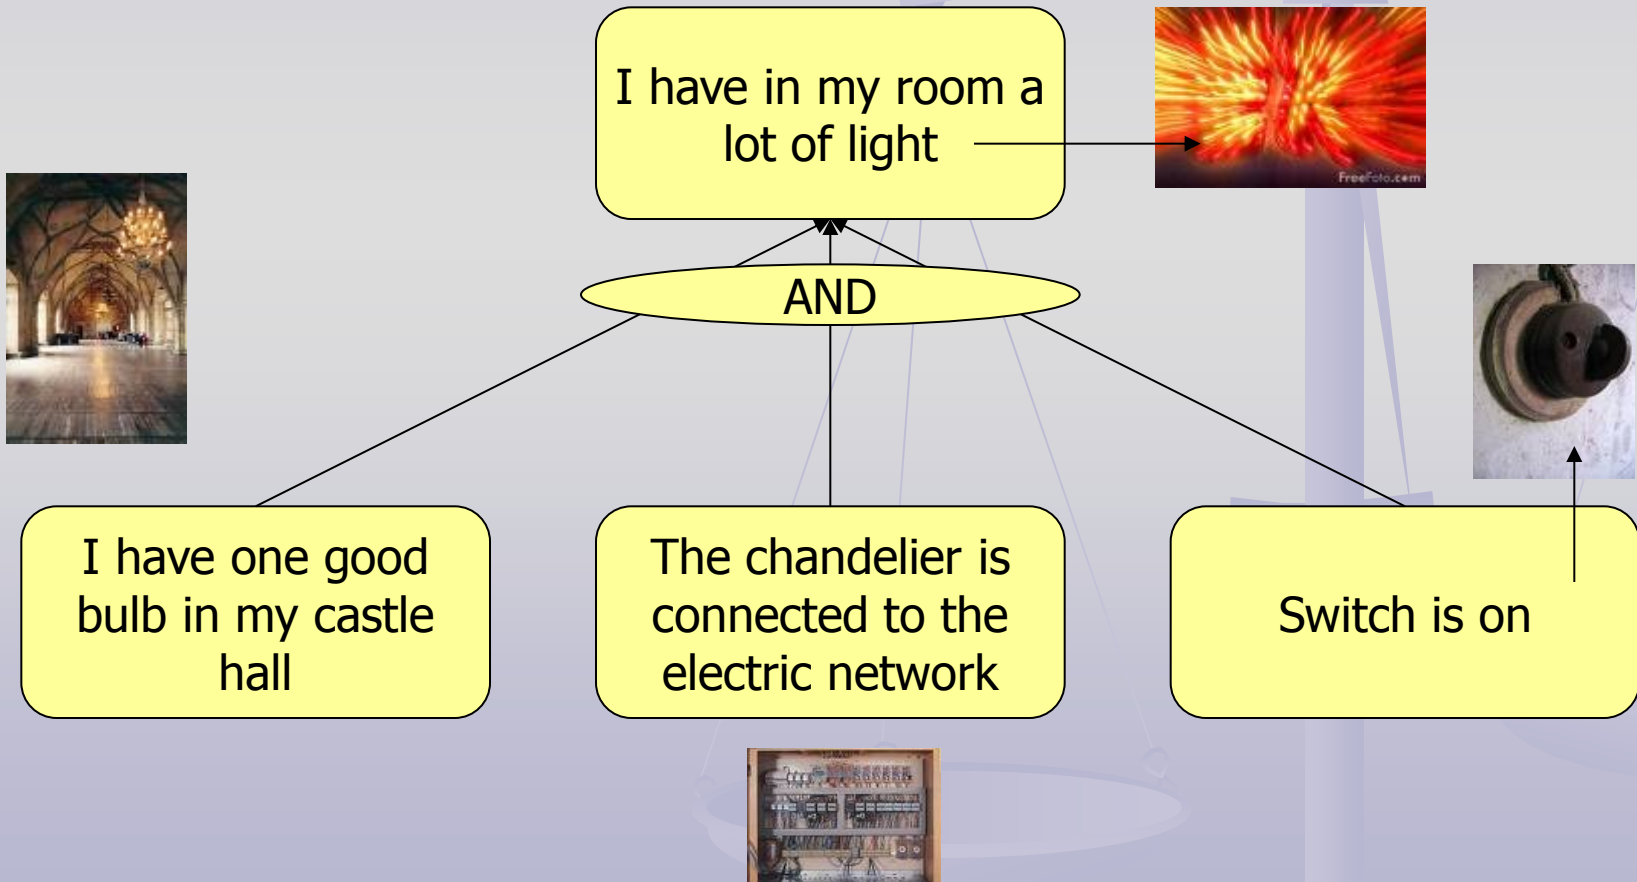 I have in my room a
lot of light
FreeFoto.com
AND
I have one good
bulb in my castle
hall
The chandelier is
connected to the
electric network
Switch is on